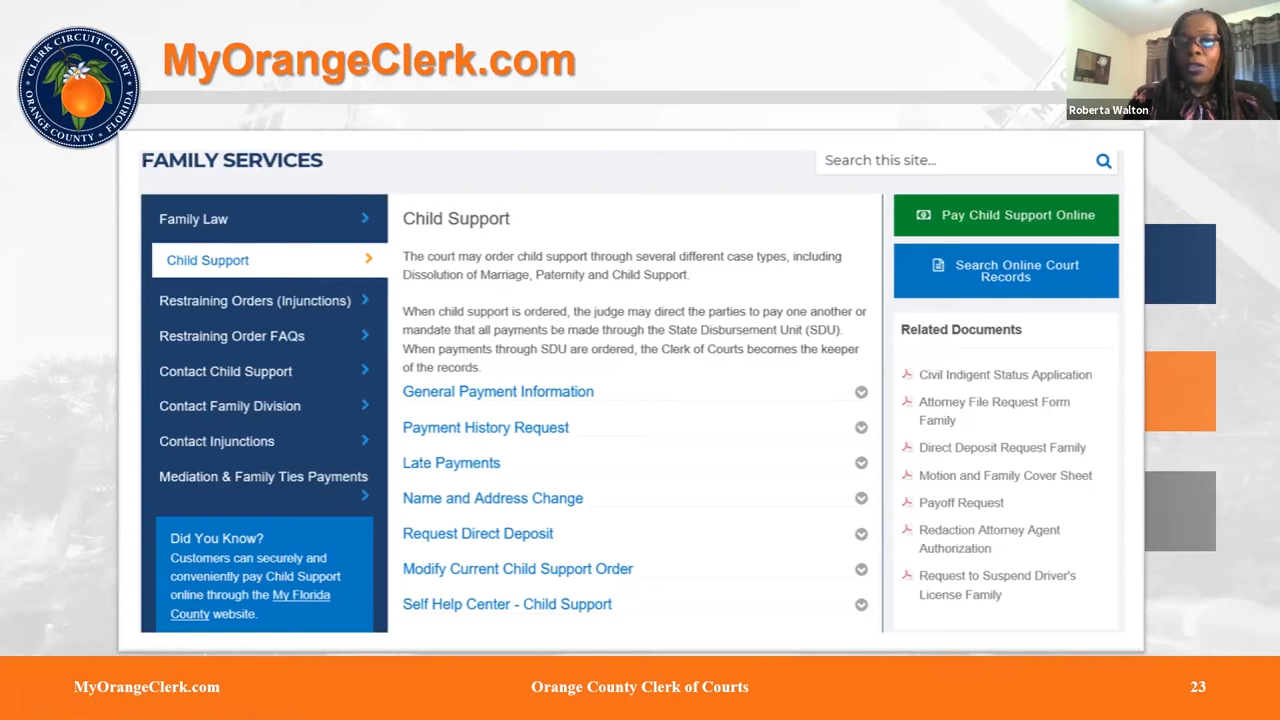 MyOrangeClerk.com
CLERK CIRCUIT COURT
ORANGE COUNTY FLORIDA
Roberta Walton
FAMILY SERVICES
Search this site...
Family Law
Child Support
Restraining Orders (Injunctions)
Restraining Order FAQs
Contact Child Support
Contact Family Division
Contact Injunctions
Mediation & Family Ties Payments
Did You Know?
Customers can securely and
conveniently pay Child Support
online through the My Florida
County website.
Child Support
The court may order child support through several different case types, including
Dissolution of Marriage, Paternity and Child Support.
When child support is ordered, the judge may direct the parties to pay one another or
mandate that all payments be made through the State Disbursement Unit (SDU).
When payments through SDU are ordered, the Clerk of Courts becomes the keeper
of the records.
General Payment Information
Payment History Request
Late Payments
Name and Address Change
Request Direct Deposit
Modify Current Child Support Order
Self Help Center - Child Support
Pay Child Support Online
Search Online Court
Records
Related Documents
Civil Indigent Status Application
Attorney File Request Form
Family
Direct Deposit Request Family
Motion and Family Cover Sheet
Payoff Request
Redaction Attorney Agent
Authorization
Request to Suspend Driver's
License Family
MyOrangeClerk.com
Orange County Clerk of Courts
23